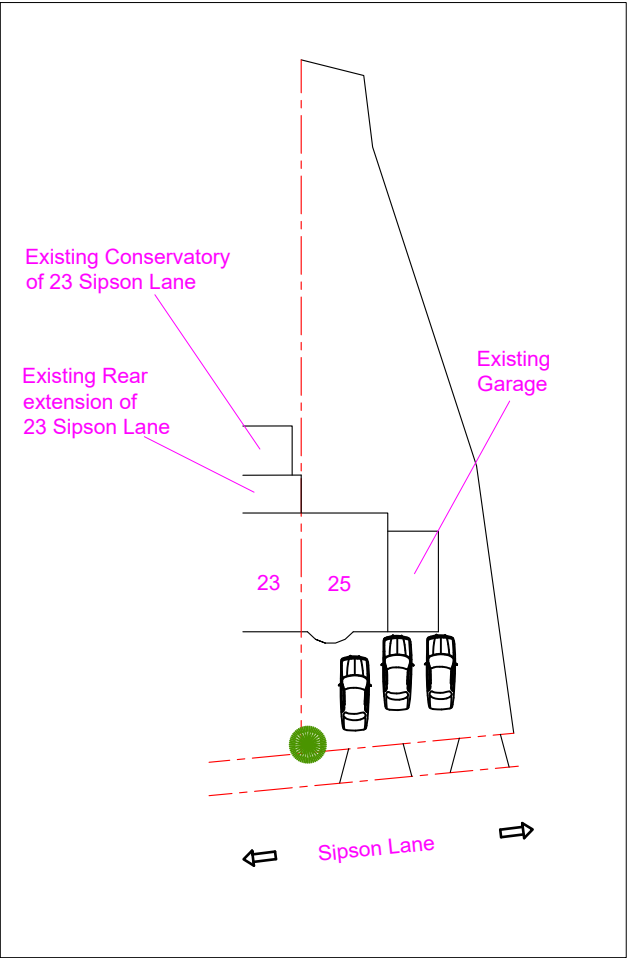 Existing Conservatory
of 23 Sipson Lane
Existing Rear
extension of
23 Sipson Lane
Existing
Garage
23
25
Sipson Lane